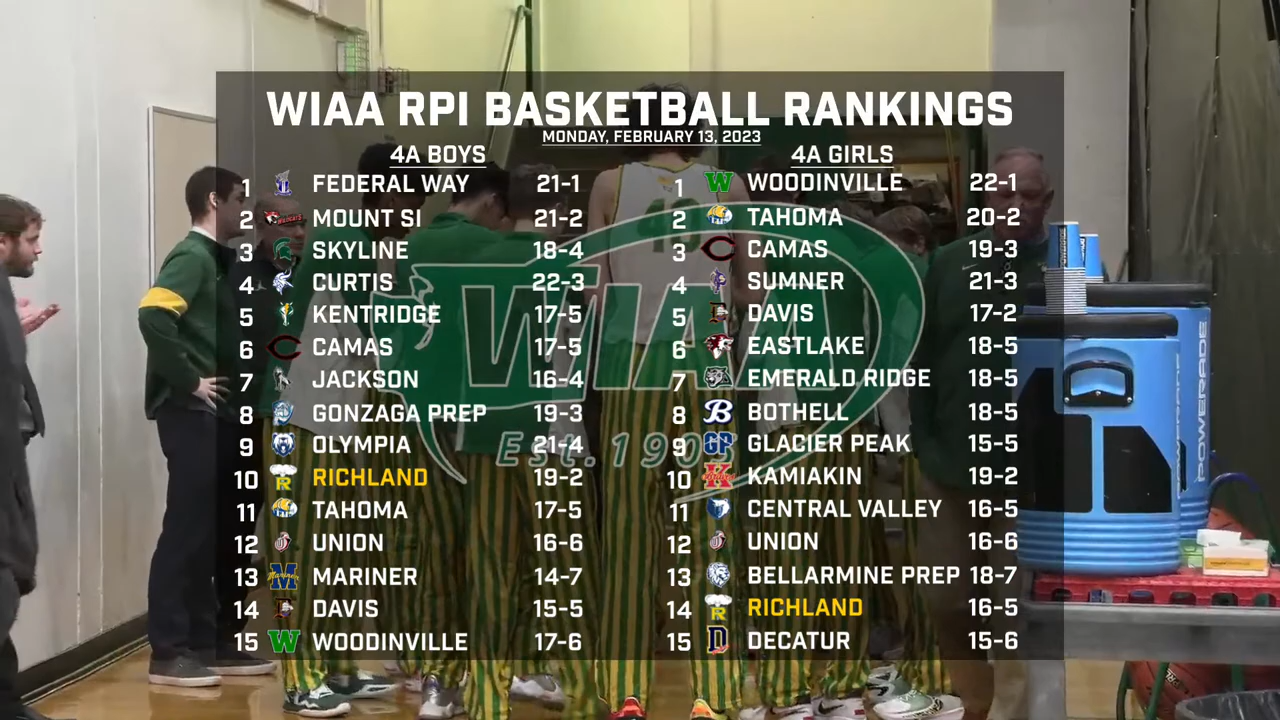 WIAA RPI BASKETBALL RANKINGS
MONDAY, FEBRUARY 13, 2023
4A BOYS
1 FEDERAL WAY 21-1
2 MOUNT SI 21-2
3 SKYLINE 18-4
4 CURTIS 22-3
5 KENTRIDGE 17-5
6 CAMAS 17-5
7 JACKSON 16-4
8 GONZAGA PREP 19-3
9 OLYMPIA 21-4
10 RICHLAND 19-2
11 TAHOMA 17-5
12 UNION 16-6
13 MARINER 14-7
14 DAVIS 15-5
15 WOODINVILLE 17-6
4A GIRLS
1 WOODINVILLE 22-1
2 TAHOMA 20-2
3 CAMAS 19-3
4 SUMNER 21-3
5 DAVIS 17-2
6 EASTLAKE 18-5
7 EMERALD RIDGE 18-5
8 BOTHELL 18-5
9 GLACIER PEAK 15-5
10 KAMIAKIN 19-2
11 CENTRAL VALLEY 16-5
12 UNION 16-6
13 BELLARMINE PREP 18-7
14 RICHLAND 16-5
15 DECATUR 15-6
WIAA
Est. 1905
POWERADE